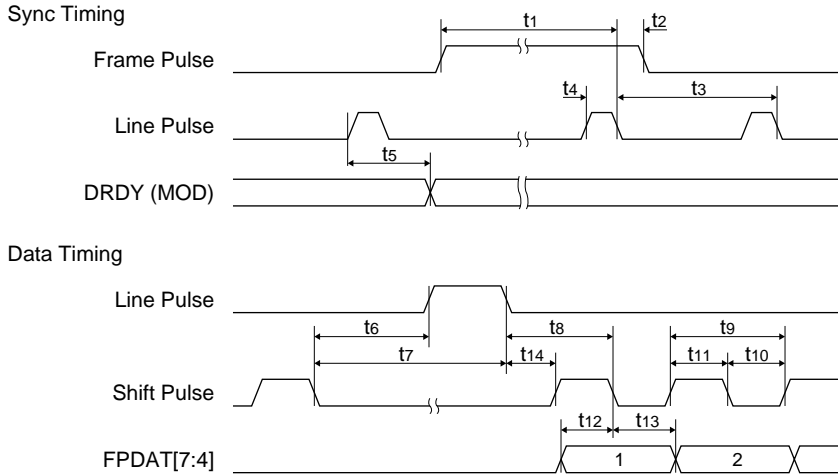 Sync Timing
t1 t2
Frame Pulse
t4 t3
Line Pulse
t5
DRDY (MOD)
Data Timing
Line Pulse
t6 t8 t9
t7 t14 t11 t10
Shift Pulse
t12 t13
FPDAT[7:4] 1 2